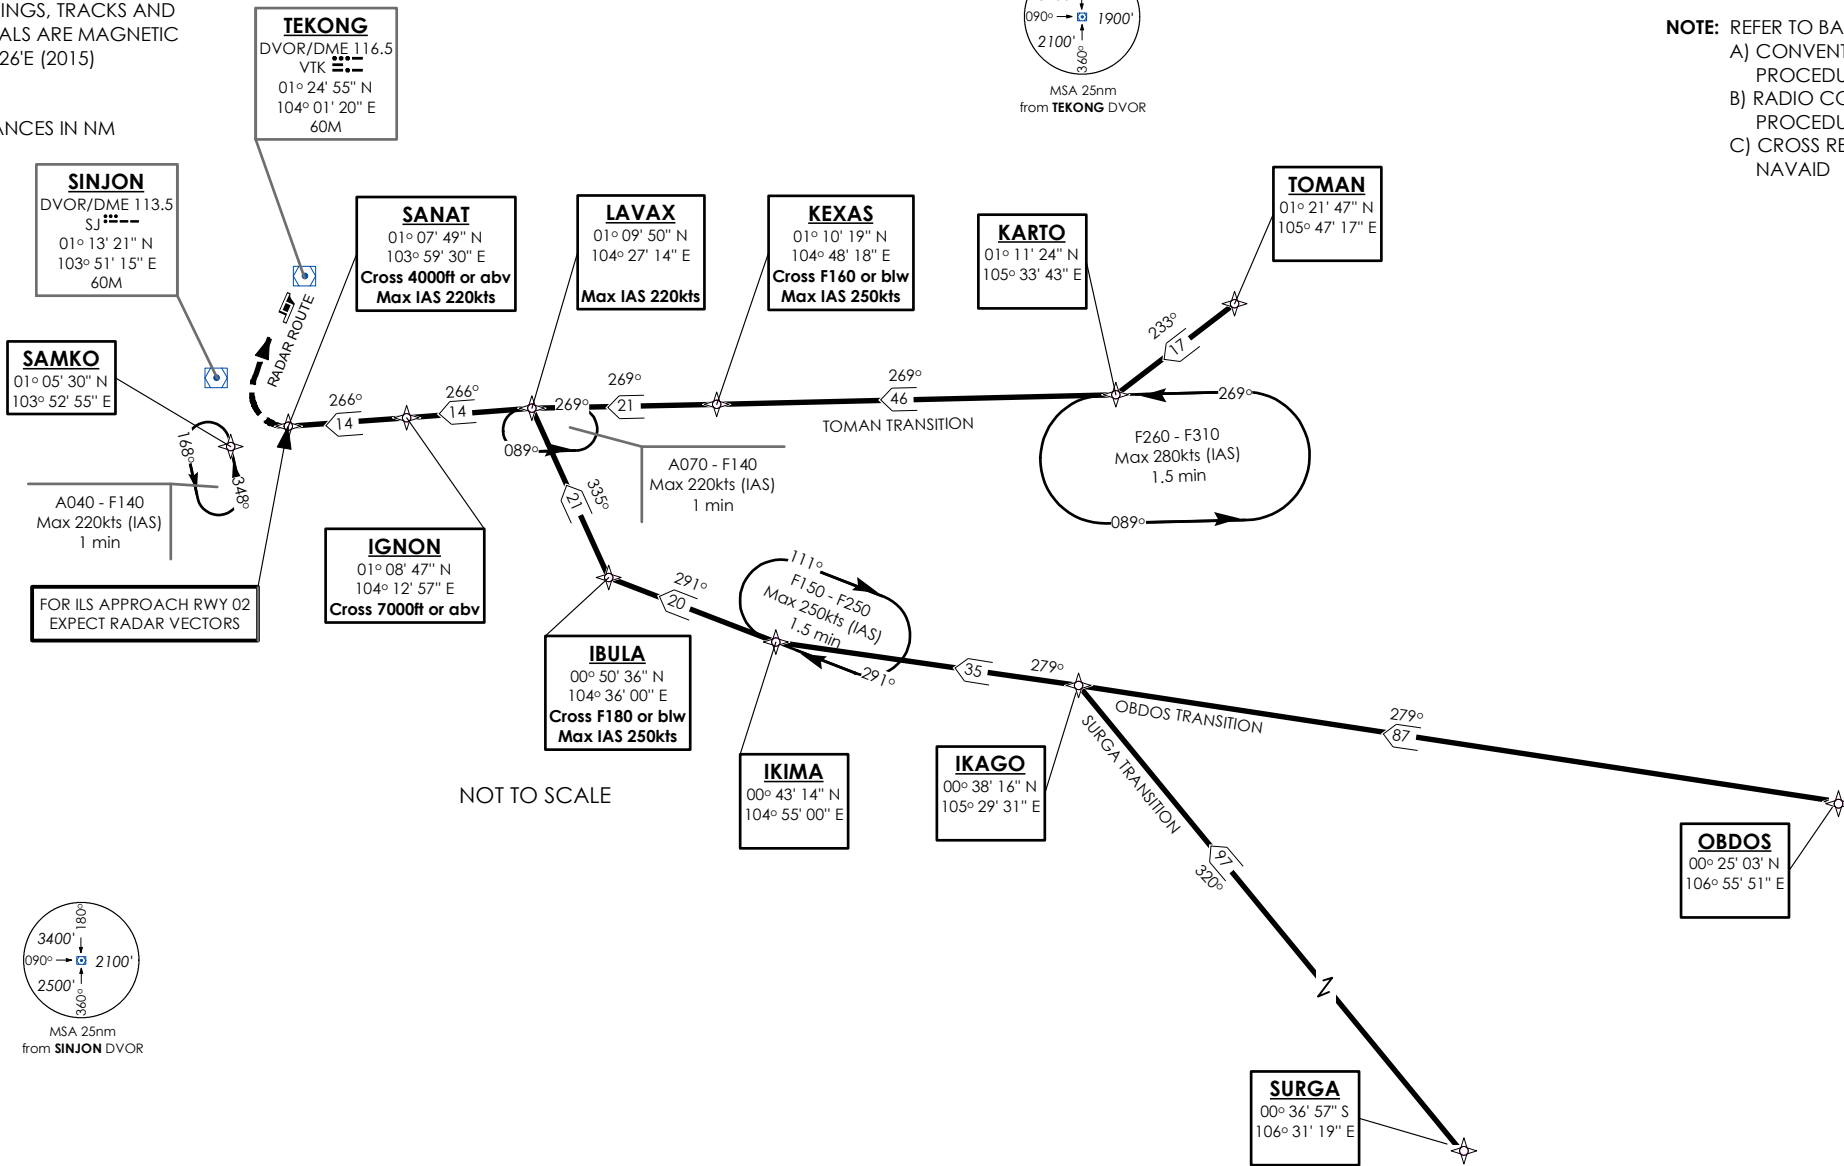 INGS, TRACKS AND
ALS ARE MAGNETIC
26'E (2015)
ANCES IN NM
TEKONG
DVOR/DME 116.5
VTK
01° 24' 55" N
104° 01' 20" E
60M
090° 1900'
2100'
360°
MSA 25nm
from TEKONG DVOR
NOTE: REFER TO BA
A) CONVENT
PROCEDU
B) RADIO CO
PROCEDU
C) CROSS RE
NAVAID
SINJON
DVOR/DME 113.5
SJ
01° 13' 21" N
103° 51' 15" E
60M
SANAT
01° 07' 49" N
103° 59' 30" E
Cross 4000ft or abv
Max IAS 220kts
LAVAX
01° 09' 50" N
104° 27' 14" E
Max IAS 220kts
KEXAS
01° 10' 19" N
104° 48' 18" E
Cross F160 or blw
Max IAS 250kts
KARTO
01° 11' 24" N
105° 33' 43" E
TOMAN
01° 21' 47" N
105° 47' 17" E
RADAR ROUTE
SAMKO
01° 05' 30" N
103° 52' 55" E
233°
17
266°
14
266°
14
269°
269°
21
269°
46
TOMAN TRANSITION
269°
089°
F260 - F310
Max 280kts (IAS)
1.5 min
089°
168°
348°
A040 - F140
Max 220kts (IAS)
1 min
A070 - F140
Max 220kts (IAS)
1 min
335°
21
IGNON
01° 08' 47" N
104° 12' 57" E
Cross 7000ft or abv
FOR ILS APPROACH RWY 02
EXPECT RADAR VECTORS
111°
F150 - F250
Max 250kts (IAS)
1.5 min
291°
291°
20
IBULA
00° 50' 36" N
104° 36' 00" E
Cross F180 or blw
Max IAS 250kts
35
279°
OBDOS TRANSITION
279°
87
SURGA TRANSITION
97
320°
IKIMA
00° 43' 14" N
104° 55' 00" E
IKAGO
00° 38' 16" N
105° 29' 31" E
NOT TO SCALE
OBDOS
00° 25' 03' N
106° 55' 51" E
180°
3400'
090° 2100'
2500'
360°
MSA 25nm
from SINJON DVOR
SURGA
00° 36' 57" S
106° 31' 19" E